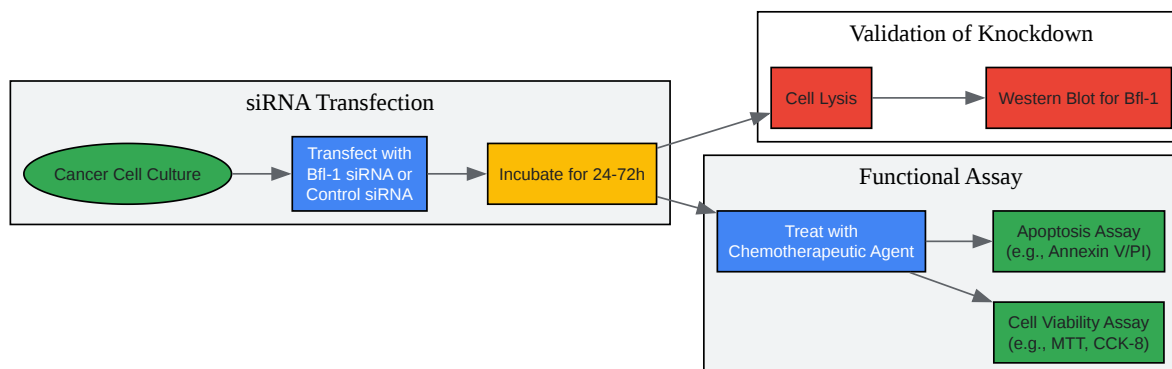 siRNA Transfection
Cancer Cell Culture
Transfect with
Bfl-1 siRNA or
Control siRNA
Incubate for 24-72h
Validation of Knockdown
Cell Lysis
Western Blot for Bfl-1
Functional Assay
Treat with
Chemotherapeutic Agent
Apoptosis Assay
(e.g., Annexin V/PI)
Cell Viability Assay
(e.g., MTT, CCK-8)